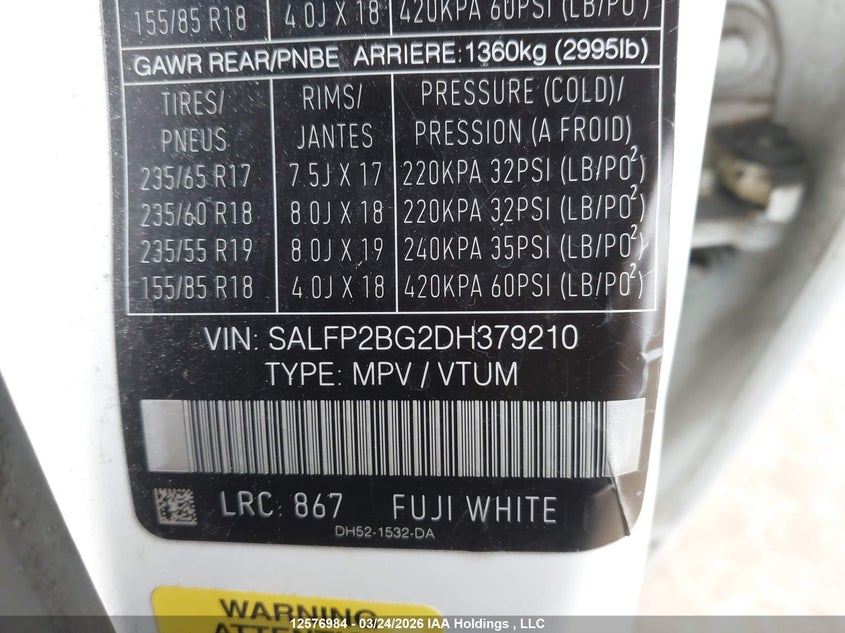 155/85 R18 4.0J X 18 420KPA 60PSI (LB/PO²)
GAWR REAR/PNBE ARRIERE:1360kg (2995lb)
TIRES/ RIMS/ PRESSURE (COLD)/
PNEUS JANTES PRESSION (A FROID)
235/65 R17 7.5J X 17 220KPA 32PSI (LB/PO²)
235/60 R18 8.0J X 18 220KPA 32PSI (LB/PO²)
235/55 R19 8.0J X 19 240KPA 35PSI (LB/PO²)
155/85 R18 4.0J X 18 420KPA 60PSI (LB/PO²)
VIN: SALFP2BG2DH379210
TYPE: MPV / VTUM
LRC: 867 FUJI WHITE
DH52-1532-DA
WARNING
ATTENTION
12576984 - 03/24/2026 IAA Holdings , LLC